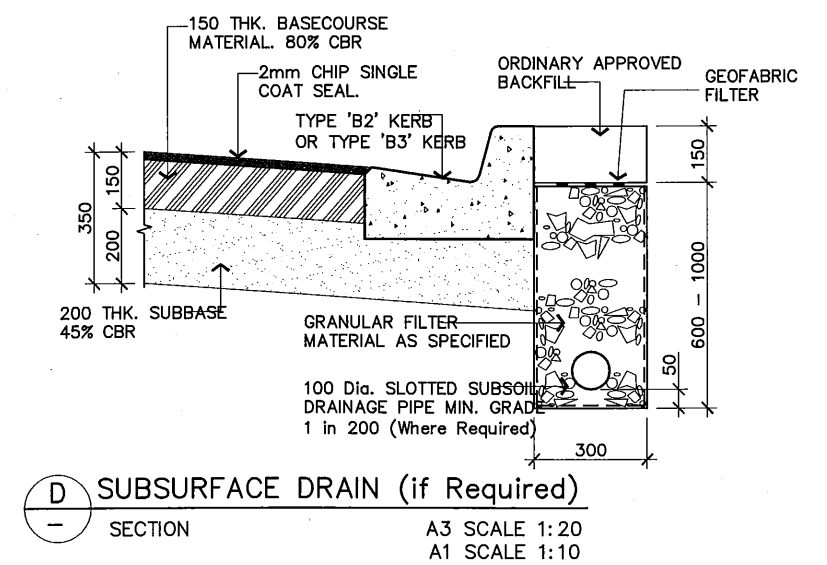 150 THK. BASECOURSE
MATERIAL. 80% CBR
2mm CHIP SINGLE
COAT SEAL.
TYPE 'B2' KERB
OR TYPE 'B3' KERB
ORDINARY APPROVED
BACKFILL
GEOFABRIC
FILTER
350
150
200
150
600 - 1000
50
300
200 THK. SUBBASE
45% CBR
GRANULAR FILTER
MATERIAL AS SPECIFIED
100 Dia. SLOTTED SUBSOIL
DRAINAGE PIPE MIN. GRADE
1 in 200 (Where Required)
D
-
SUBSURFACE DRAIN (if Required)
SECTION
A3 SCALE 1:20
A1 SCALE 1:10